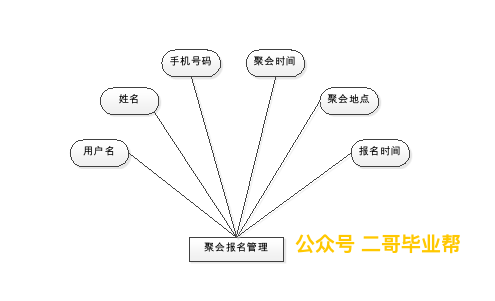 手机号码
聚会时间
姓名
聚会地点
用户名
报名时间
聚会报名管理
公众号 二哥毕业帮